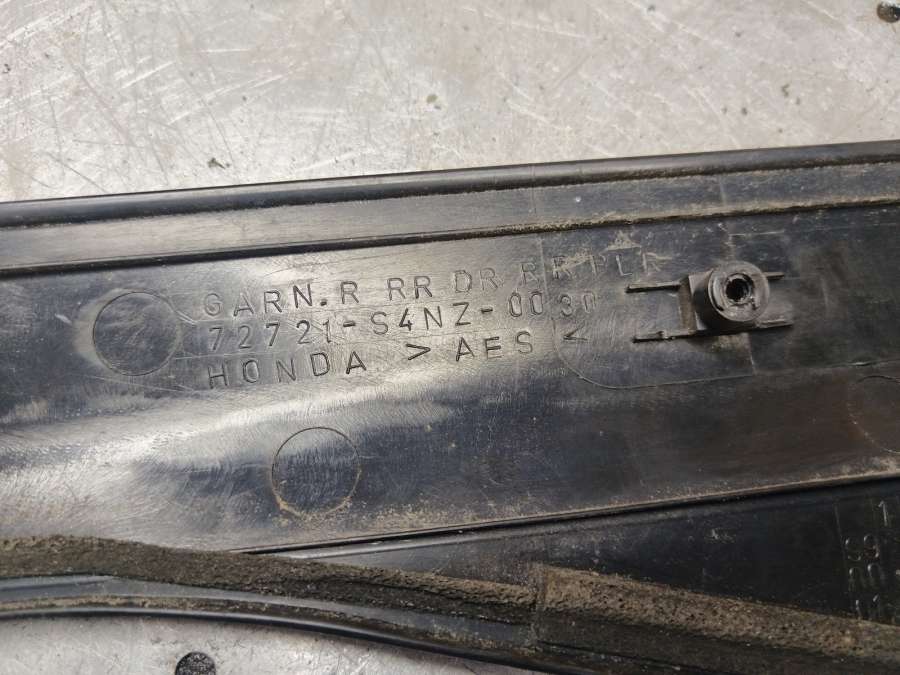 GARN.R RR DR RR PLR
72721-S4NZ-0030
HONDA >AES<